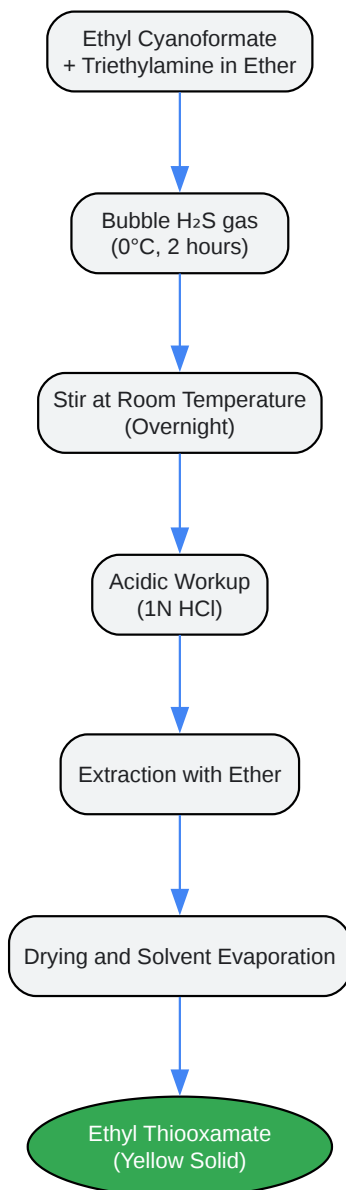 Ethyl Cyanoformate
+ Triethylamine in Ether
Bubble H₂S gas
(0°C, 2 hours)
Stir at Room Temperature
(Overnight)
Acidic Workup
(1N HCl)
Extraction with Ether
Drying and Solvent Evaporation
Ethyl Thiooxamate
(Yellow Solid)